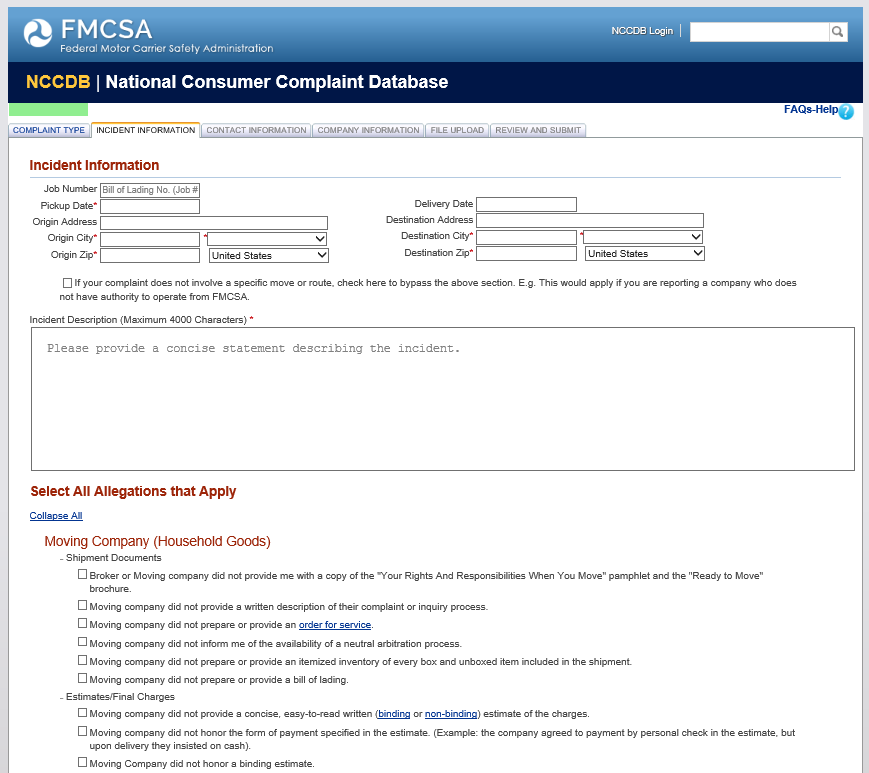 FMCSA
Federal Motor Carrier Safety Administration
NCCDB Login
NCCDB | National Consumer Complaint Database
FAQs-Help ?
COMPLAINT TYPE INCIDENT INFORMATION CONTACT INFORMATION COMPANY INFORMATION FILE UPLOAD REVIEW AND SUBMIT
Incident Information
Job Number Bill of Lading No. (Job #
Pickup Date* Delivery Date
Origin Address Destination Address
Origin City* * Destination City* *
Origin Zip* United States Destination Zip* United States
If your complaint does not involve a specific move or route, check here to bypass the above section. E.g. This would apply if you are reporting a company who does
not have authority to operate from FMCSA.
Incident Description (Maximum 4000 Characters) *
Please provide a concise statement describing the incident.
Select All Allegations that Apply
Collapse All
Moving Company (Household Goods)
- Shipment Documents
Broker or Moving company did not provide me with a copy of the "Your Rights And Responsibilities When You Move" pamphlet and the "Ready to Move"
brochure.
Moving company did not provide a written description of their complaint or inquiry process.
Moving company did not prepare or provide an order for service.
Moving company did not inform me of the availability of a neutral arbitration process.
Moving company did not prepare or provide an itemized inventory of every box and unboxed item included in the shipment.
Moving company did not prepare or provide a bill of lading.
- Estimates/Final Charges
Moving company did not provide a concise, easy-to-read written (binding or non-binding) estimate of the charges.
Moving company did not honor the form of payment specified in the estimate. (Example: the company agreed to payment by personal check in the estimate, but
upon delivery they insisted on cash).
Moving Company did not honor a binding estimate.